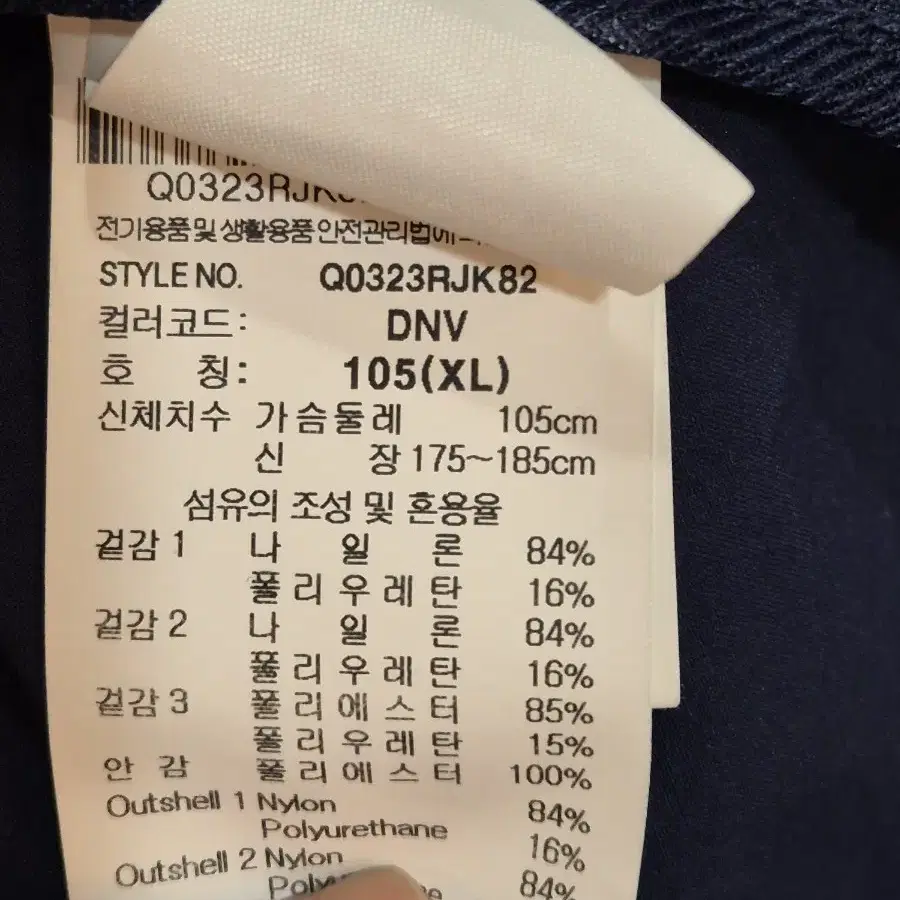 Q0323RJK
전기용품 및 생활용품 안전관리법에
STYLE NO. Q0323RJK82
컬러코드: DNV
호 칭: 105(XL)
신체치수 가슴둘레 105cm
신 장 175~185cm
섬유의 조성 및 혼용율
겉감 1 나 일 론 84%
폴 리 우 레 탄 16%
겉감 2 나 일 론 84%
폴 리 우 레 탄 16%
겉감 3 폴 리 에 스 터 85%
폴 리 우 레 탄 15%
안 감 폴 리 에 스 터 100%
Outshell 1 Nylon 84%
Polyurethane 16%
Outshell 2 Nylon 84%